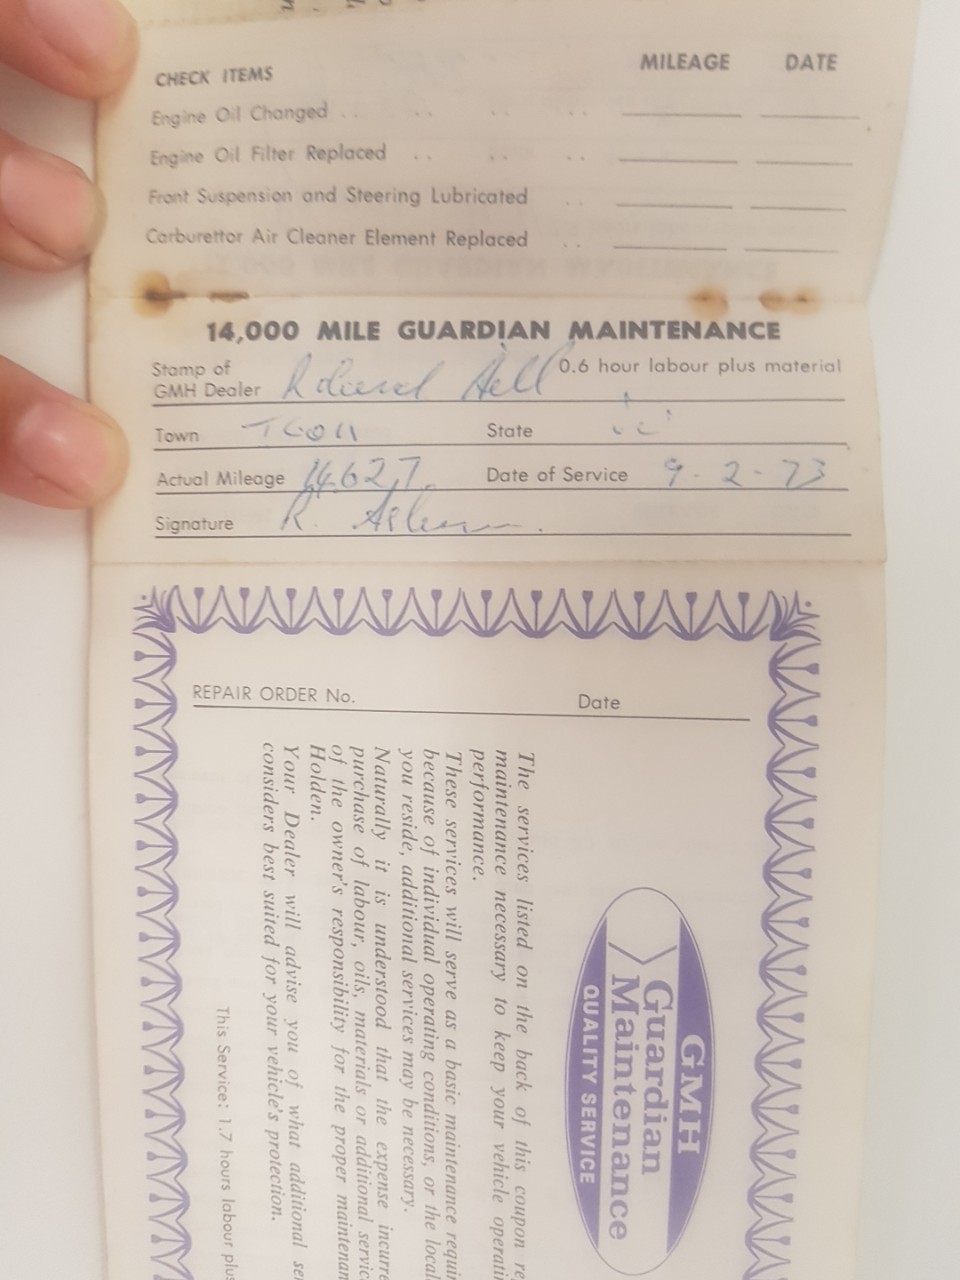 CHECK ITEMS MILEAGE DATE
Engine Oil Changed . . . . . . . .
Engine Oil Filter Replaced . . . . . .
Front Suspension and Steering Lubricated . .
Carburettor Air Cleaner Element Replaced . .
14,000 MILE GUARDIAN MAINTENANCE
Stamp of
GMH Dealer 0.6 hour labour plus material
Town State
Actual Mileage 14627. Date of Service 9-2-73
Signature R.
REPAIR ORDER No. Date
GMH
Guardian
Maintenance
QUALITY SERVICE
The services listed on the back of this coupon
maintenance necessary to keep your vehicle
performance.
These services will serve as a basic maintenance
because of individual operating conditions, or the
you reside, additional services may be necessary.
Naturally it is understood that the expense
purchase of labour, oils, materials or additional
of the owner's responsibility for the proper
Holden.
Your Dealer will advise you of what additional
considers best suited for your vehicle's protection.
This Service: 1.7 hours labour